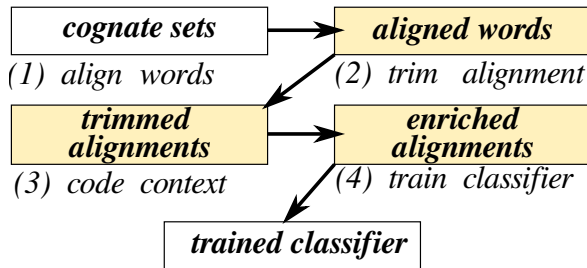 cognate sets
aligned words
(1) align words
(2) trim alignment
trimmed
alignments
enriched
alignments
(3) code context
(4) train classifier
trained classifier